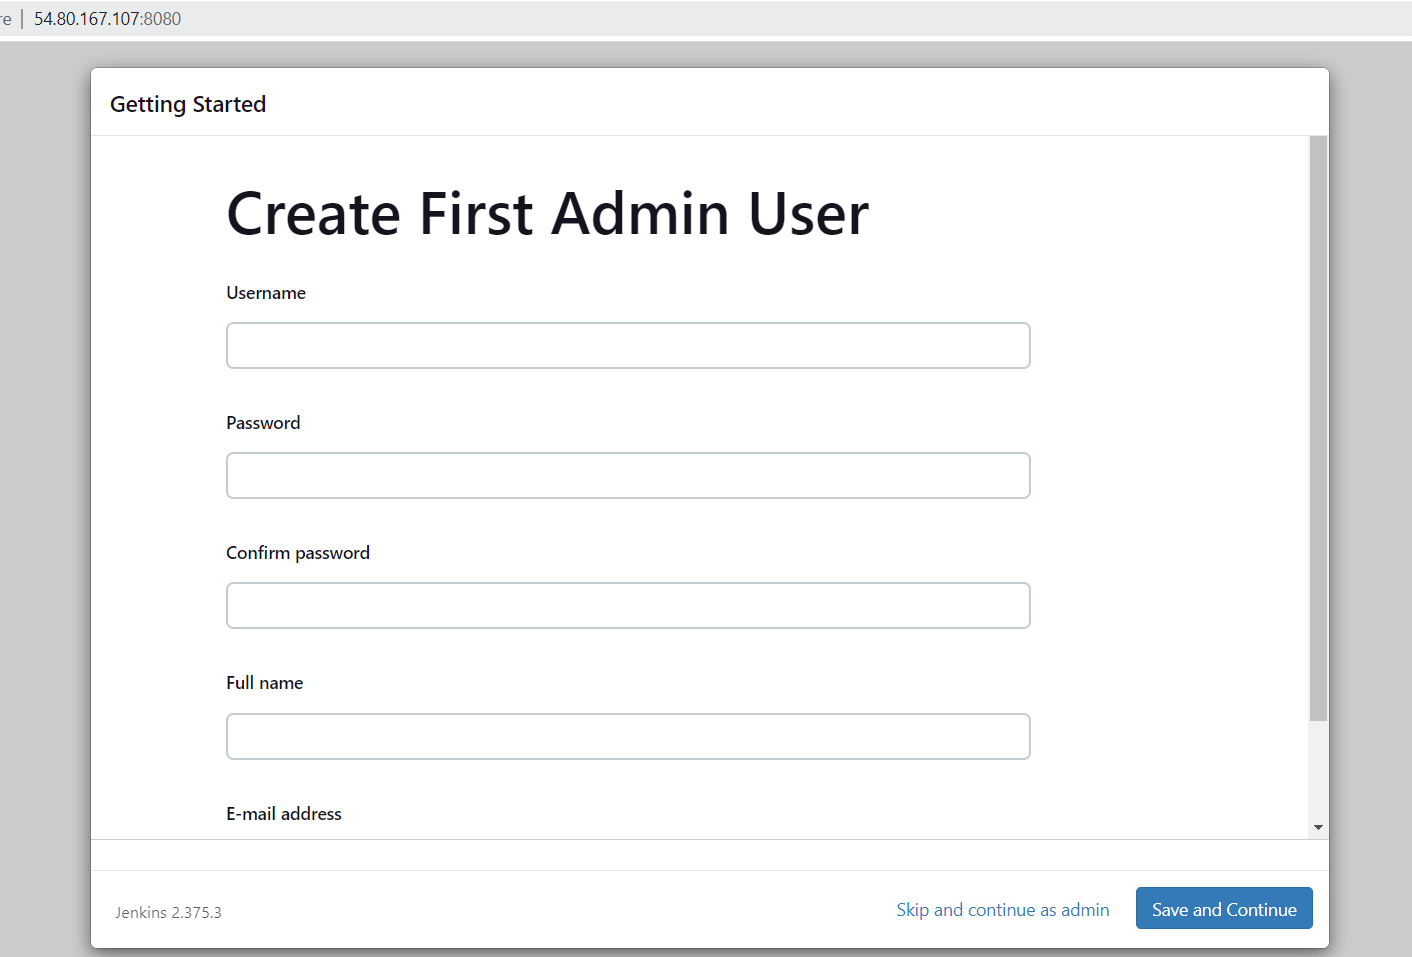 54.80.167.107:8080
Getting Started
Create First Admin User
Username
Password
Confirm password
Full name
E-mail address
Jenkins 2.375.3
Skip and continue as admin
Save and Continue